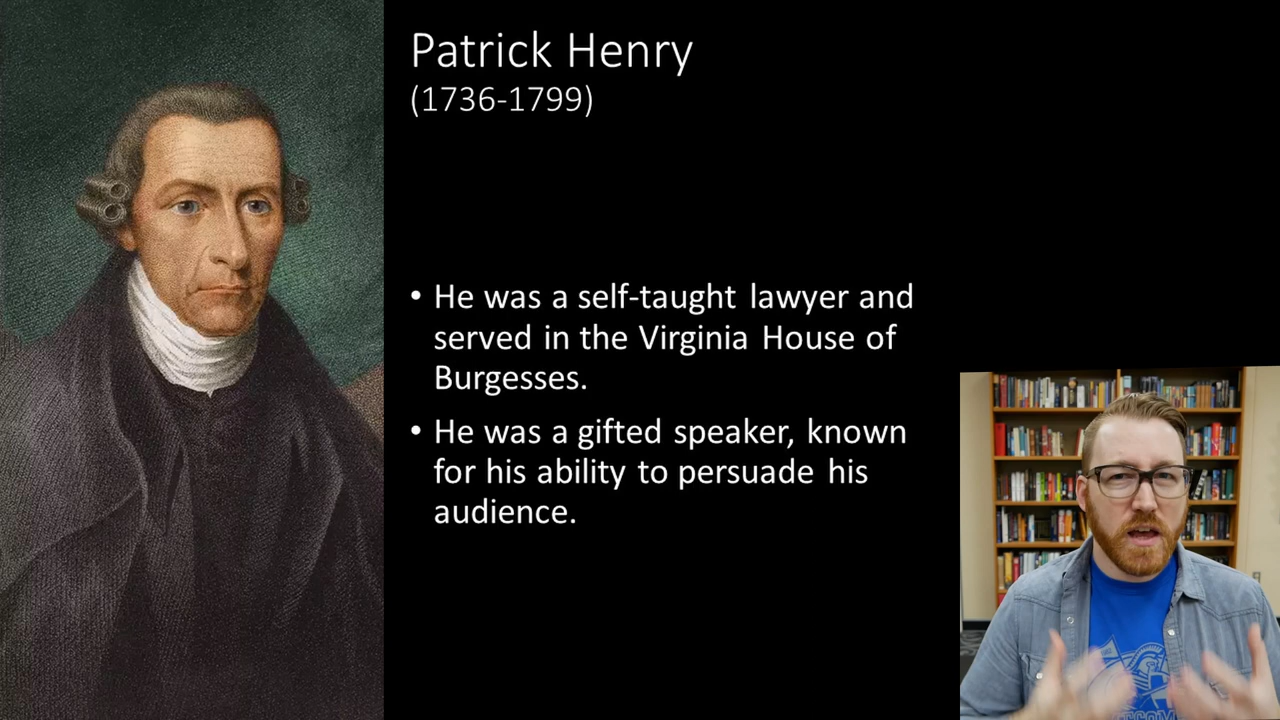 Patrick Henry
(1736-1799)
• He was a self-taught lawyer and
served in the Virginia House of
Burgesses.
• He was a gifted speaker, known
for his ability to persuade his
audience.